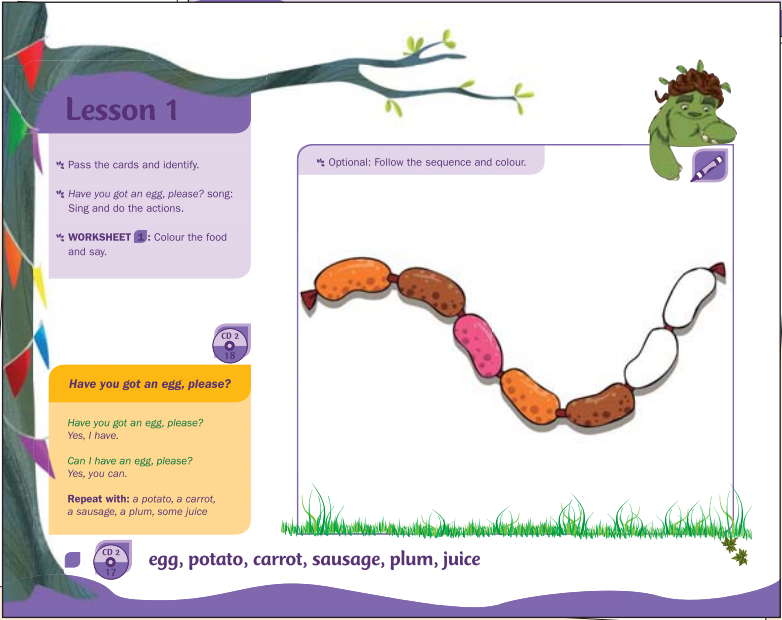 Lesson 1
Pass the cards and identify.
Have you got an egg, please? song:
Sing and do the actions.
WORKSHEET 1: Colour the food
and say.
Optional: Follow the sequence and colour.
CD 2
18
Have you got an egg, please?
Have you got an egg, please?
Yes, I have.
Can I have an egg, please?
Yes, you can.
Repeat with: a potato, a carrot,
a sausage, a plum, some juice
CD 2
17
egg, potato, carrot, sausage, plum, juice